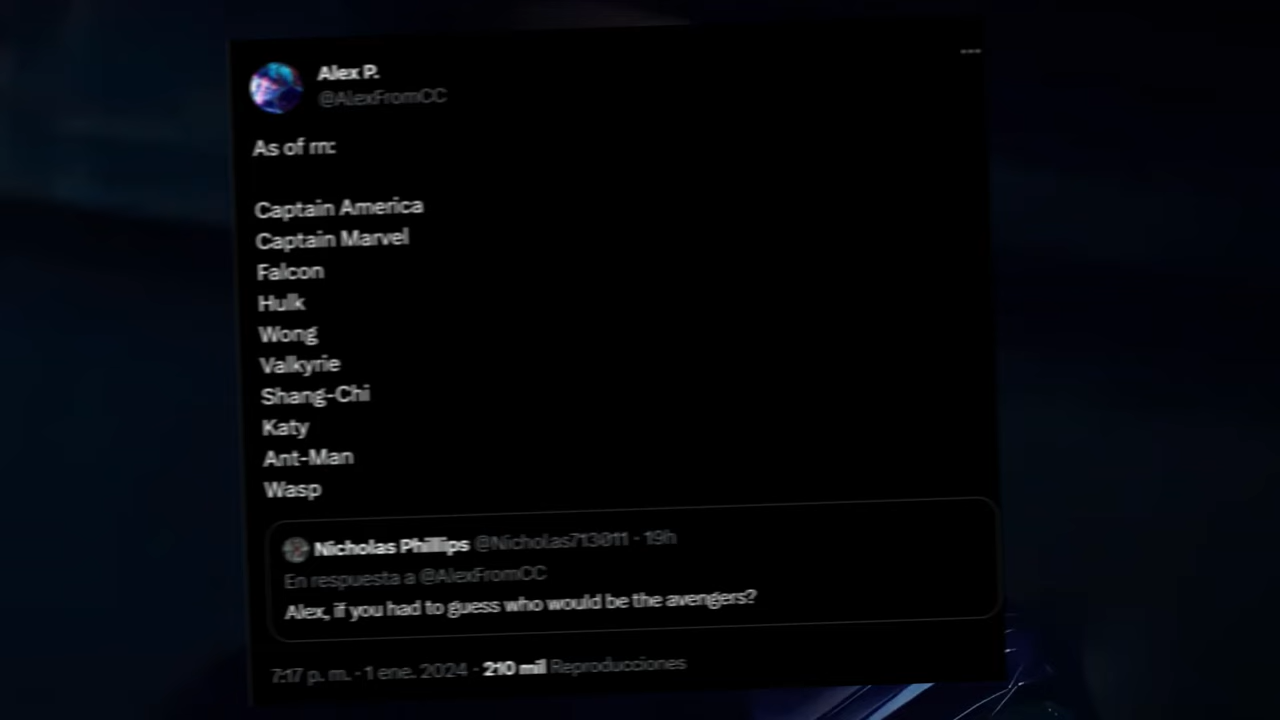 Alex P.
@AlexFromCC
As of rn:
Captain America
Captain Marvel
Falcon
Hulk
Wong
Valkyrie
Shang-Chi
Katy
Ant-Man
Wasp
Nicholas Phillips @Nicholas713011 · 19h
En respuesta a @AlexFromCC
Alex, if you had to guess who would be the avengers?
7:17 p. m. · 1 ene. 2024 · 210 mil Reproducciones